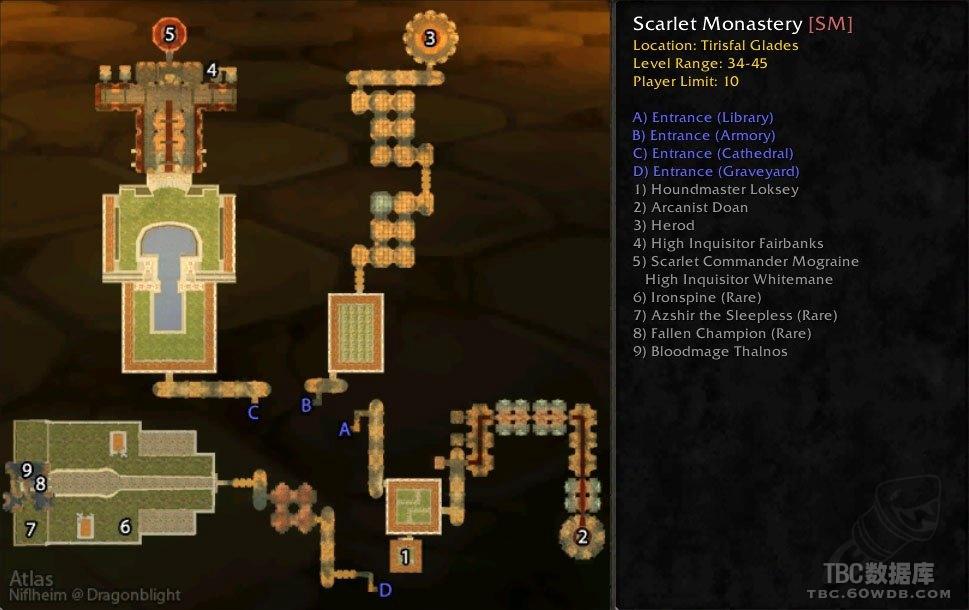 Scarlet Monastery [SM]
Location: Tirisfal Glades
Level Range: 34-45
Player Limit: 10
A) Entrance (Library)
B) Entrance (Armory)
C) Entrance (Cathedral)
D) Entrance (Graveyard)
1) Houndmaster Loksey
2) Arcanist Doan
3) Herod
4) High Inquisitor Fairbanks
5) Scarlet Commander Mograine
High Inquisitor Whitemane
6) Ironspine (Rare)
7) Azshir the Sleepless (Rare)
8) Fallen Champion (Rare)
9) Bloodmage Thalnos
5
3
4
C
B
A
9
8
7
6
1
2
D
Atlas
Niflheim @ Dragonblight
TBC数据库
TBC.60WDB.COM